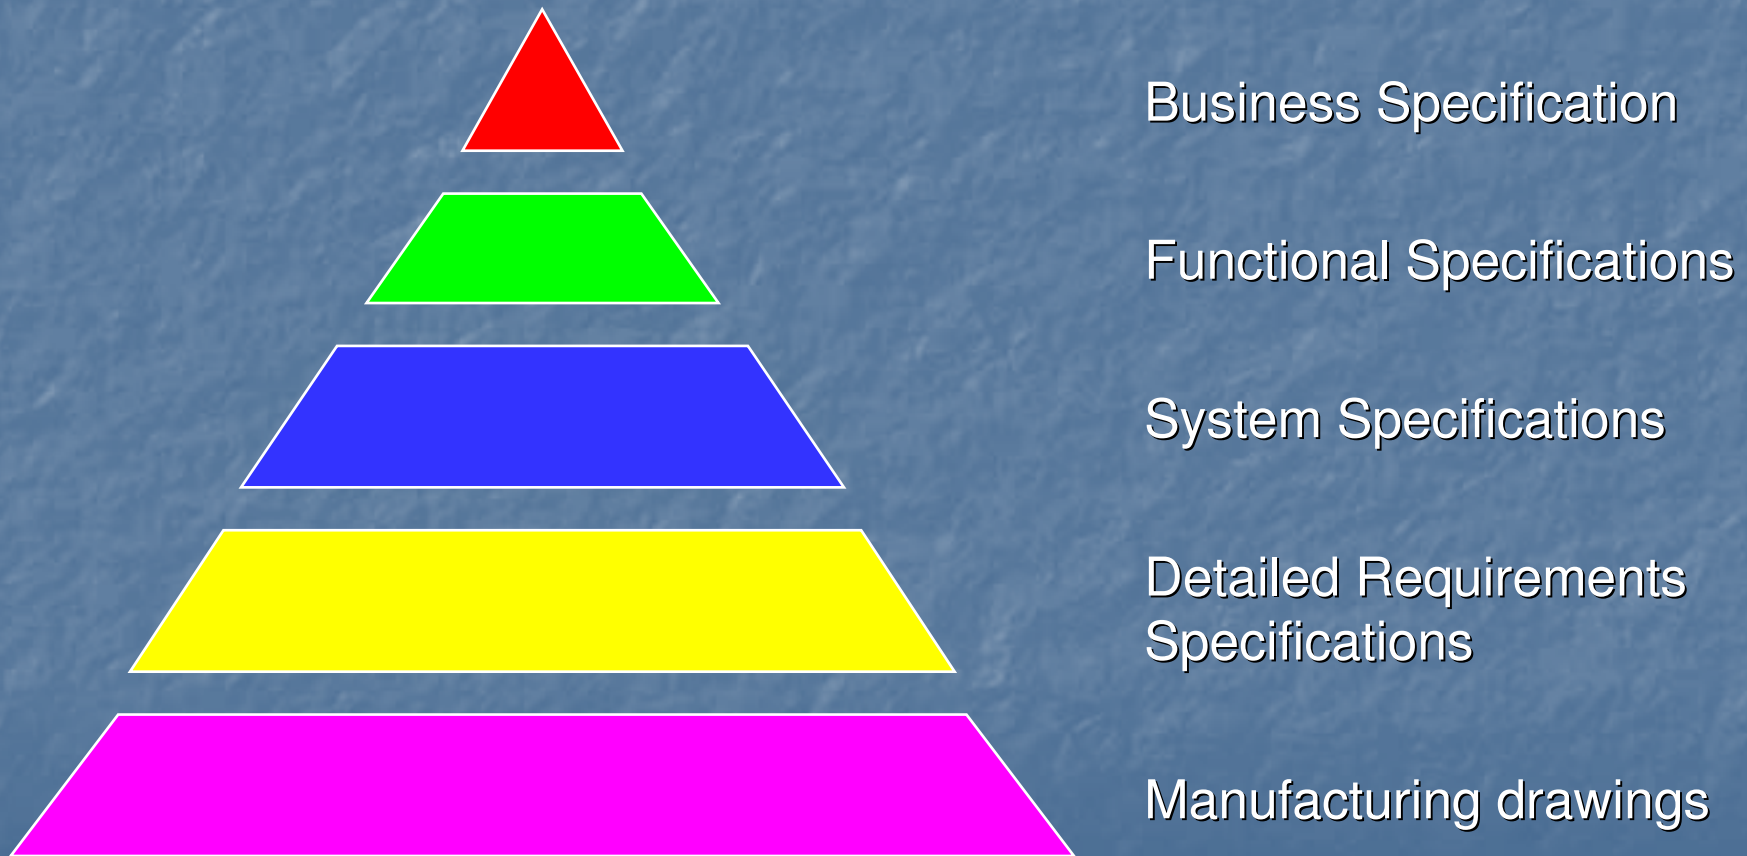 Business Specification
Functional Specifications
System Specifications
Detailed Requirements
Specifications
Manufacturing drawings